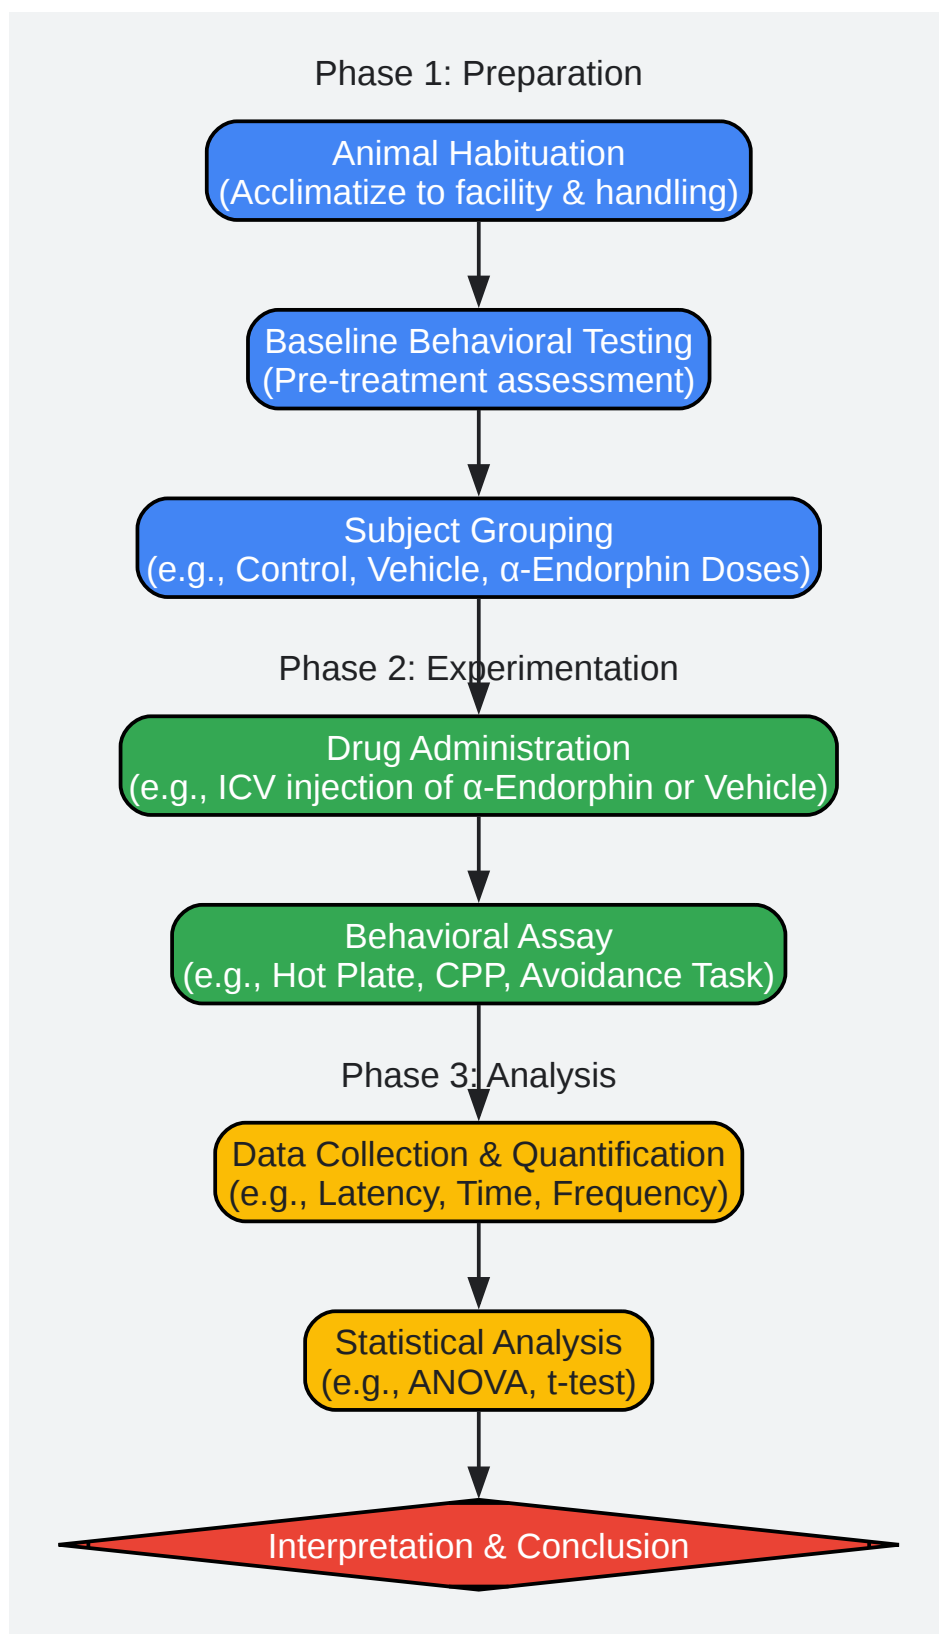 Phase 1: Preparation
Animal Habituation
(Acclimatize to facility & handling)
Baseline Behavioral Testing
(Pre-treatment assessment)
Subject Grouping
(e.g., Control, Vehicle, α-Endorphin Doses)
Phase 2: Experimentation
Drug Administration
(e.g., ICV injection of α-Endorphin or Vehicle)
Behavioral Assay
(e.g., Hot Plate, CPP, Avoidance Task)
Phase 3: Analysis
Data Collection & Quantification
(e.g., Latency, Time, Frequency)
Statistical Analysis
(e.g., ANOVA, t-test)
Interpretation & Conclusion